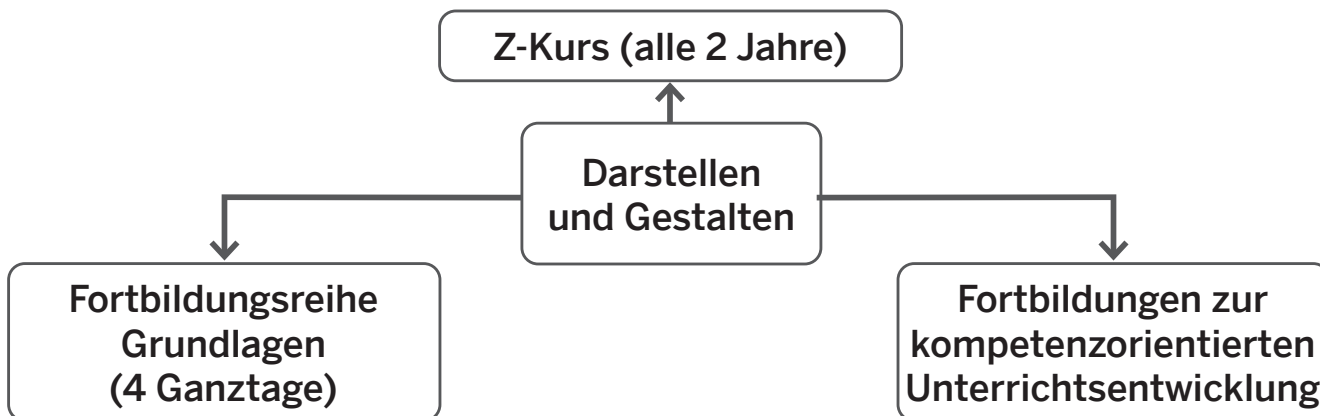 Z-Kurs (alle 2 Jahre)
Darstellen
und Gestalten
Fortbildungsreihe
Grundlagen
(4 Ganztage)
Fortbildungen zur
kompetenzorientierten
Unterrichtsentwicklung